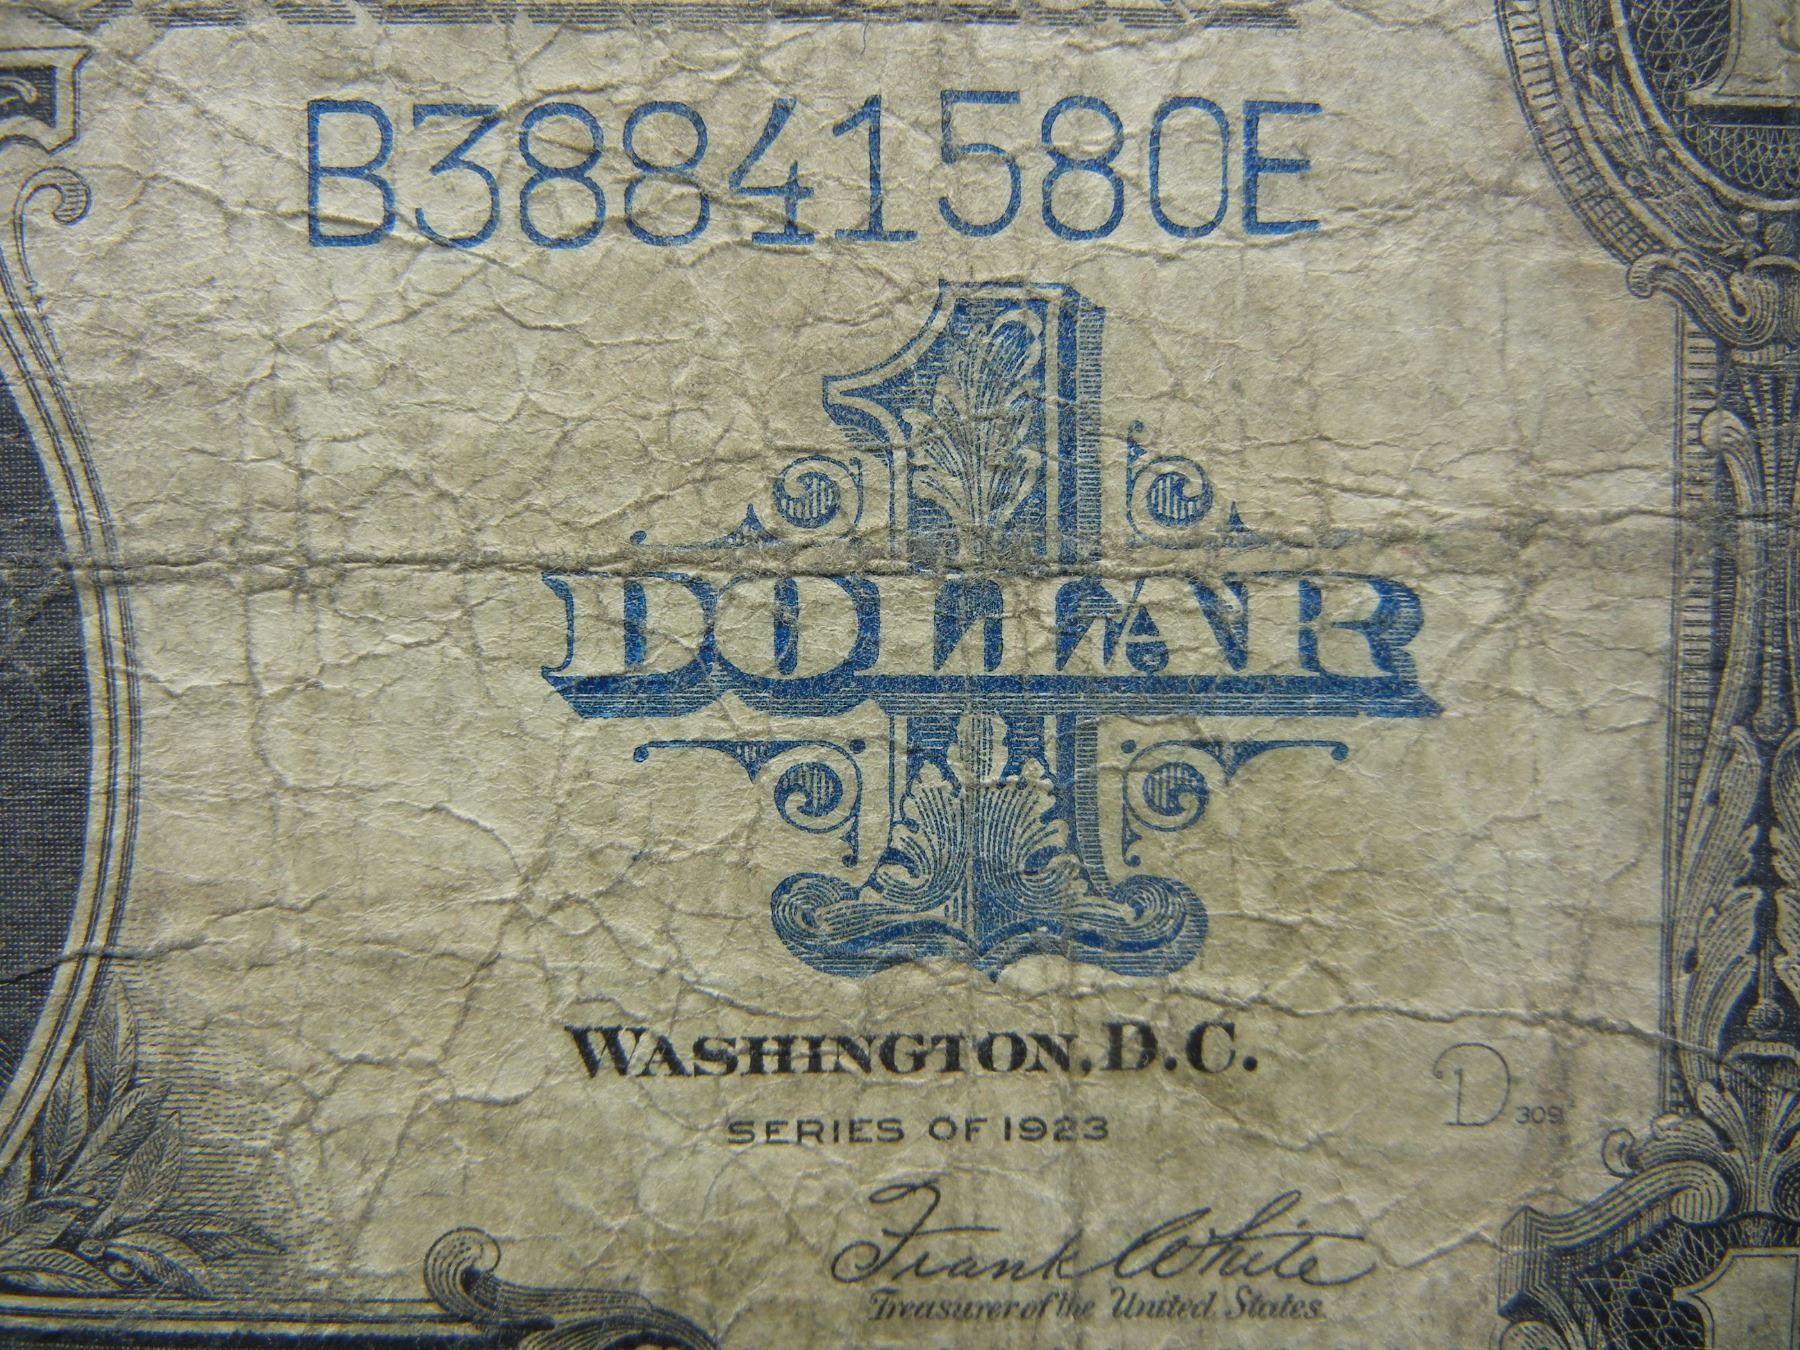 B38841580E
1
DOLLAR
WASHINGTON, D.C.
D 309
SERIES OF 1923
Frank White
Treasurer of the United States.